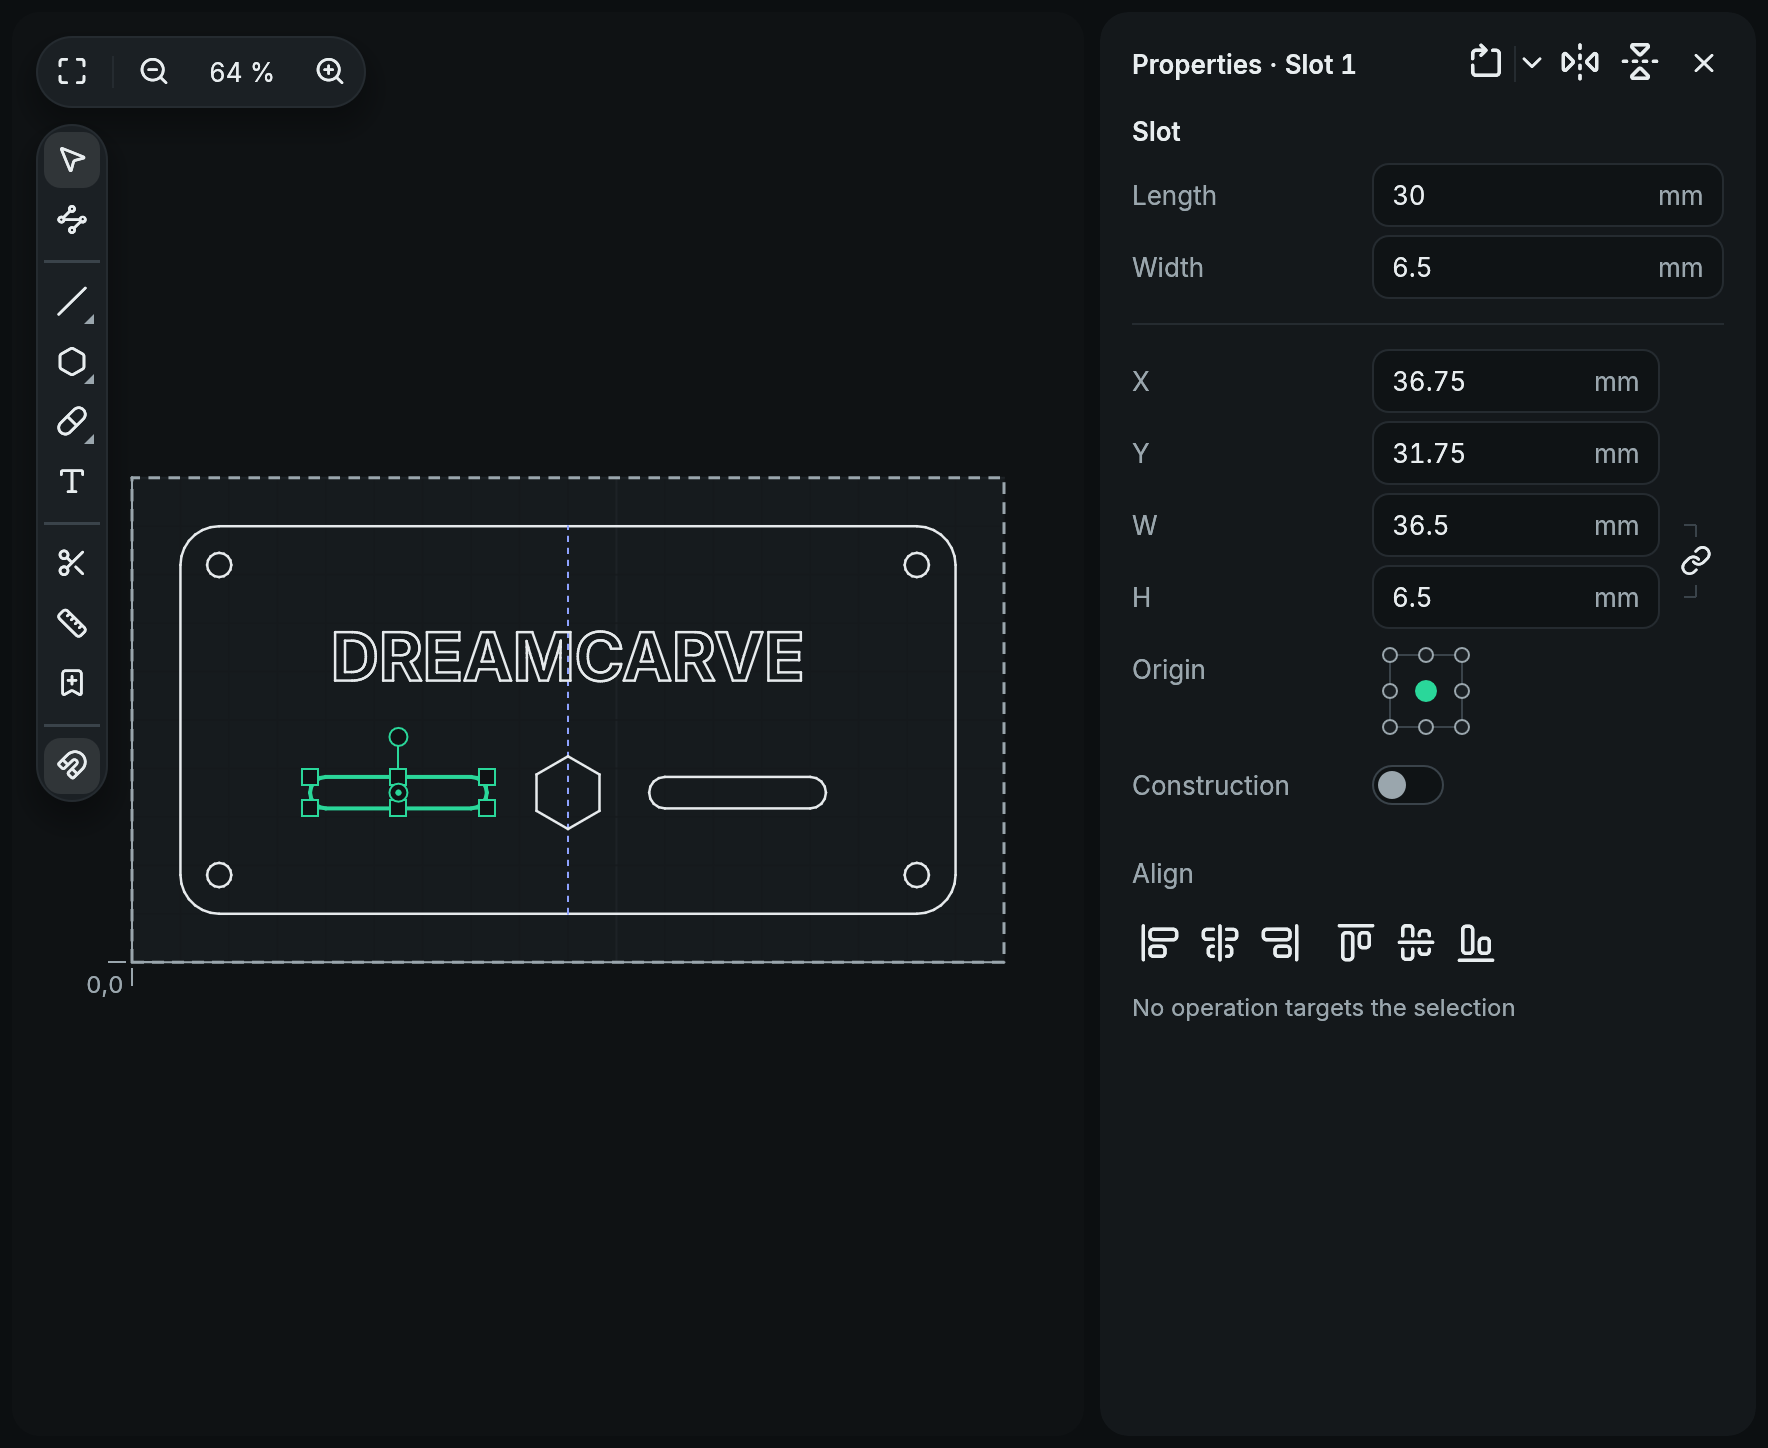 64 %
Properties · Slot 1
Slot
Length 30 mm
Width 6.5 mm
X 36.75 mm
Y 31.75 mm
W 36.5 mm
H 6.5 mm
Origin
Construction
Align
No operation targets the selection
DREAMCARVE
0,0